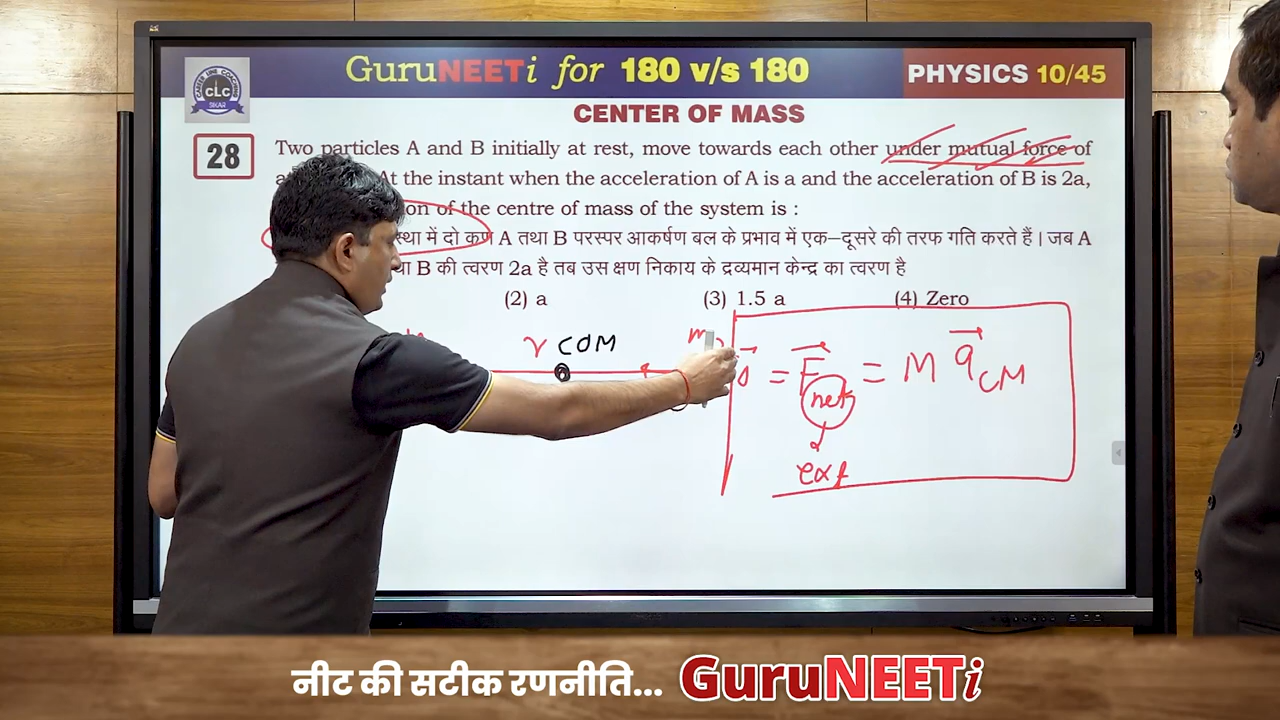 GuruNEETi for 180 v/s 180
PHYSICS 10/45
CLC
SIKAR
CENTER OF MASS
28
Two particles A and B initially at rest, move towards each other under mutual force of
At the instant when the acceleration of A is a and the acceleration of B is 2a,
of the centre of mass of the system is :
में दो कण A तथा B परस्पर आकर्षण बल के प्रभाव में एक–दूसरे की तरफ गति करते हैं। जब A
B की त्वरण 2a है तब उस क्षण निकाय के द्रव्यमान केन्द्र का त्वरण है
(2) a (3) 1.5 a (4) Zero
COM
0 = F net = M a CM
ext
नीट की सटीक रणनीति... GuruNEETi